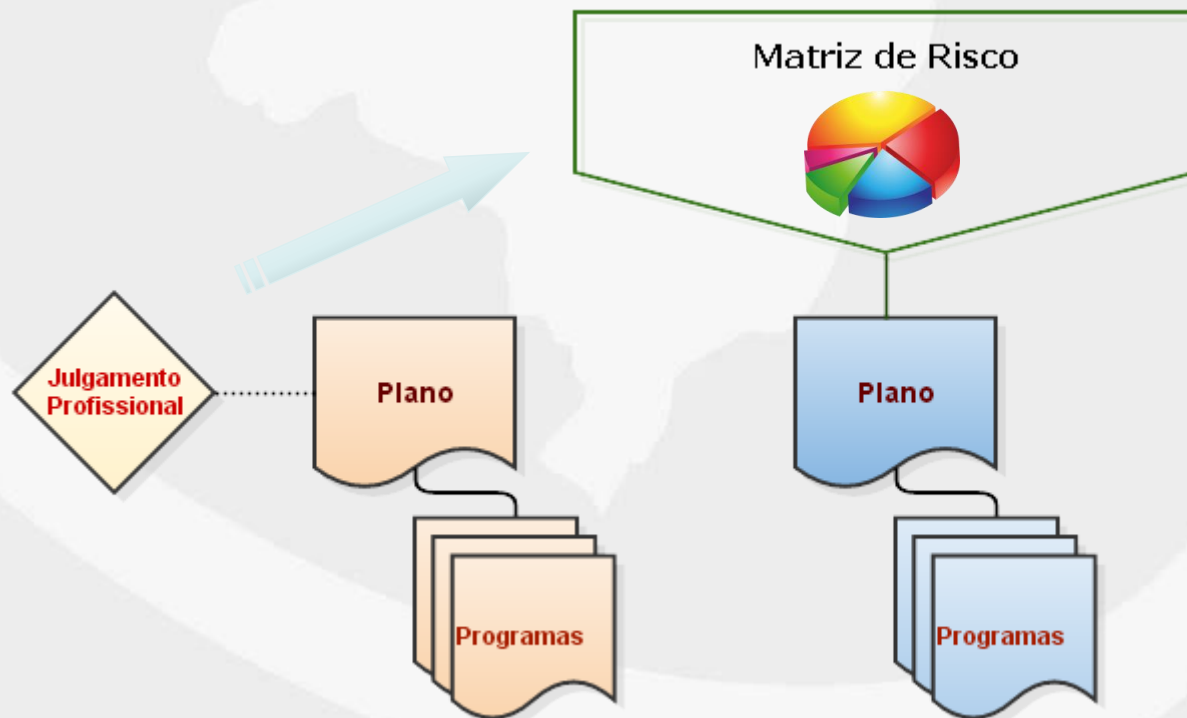 Matriz de Risco
Julgamento
Profissional
Plano
Plano
Programas
Programas